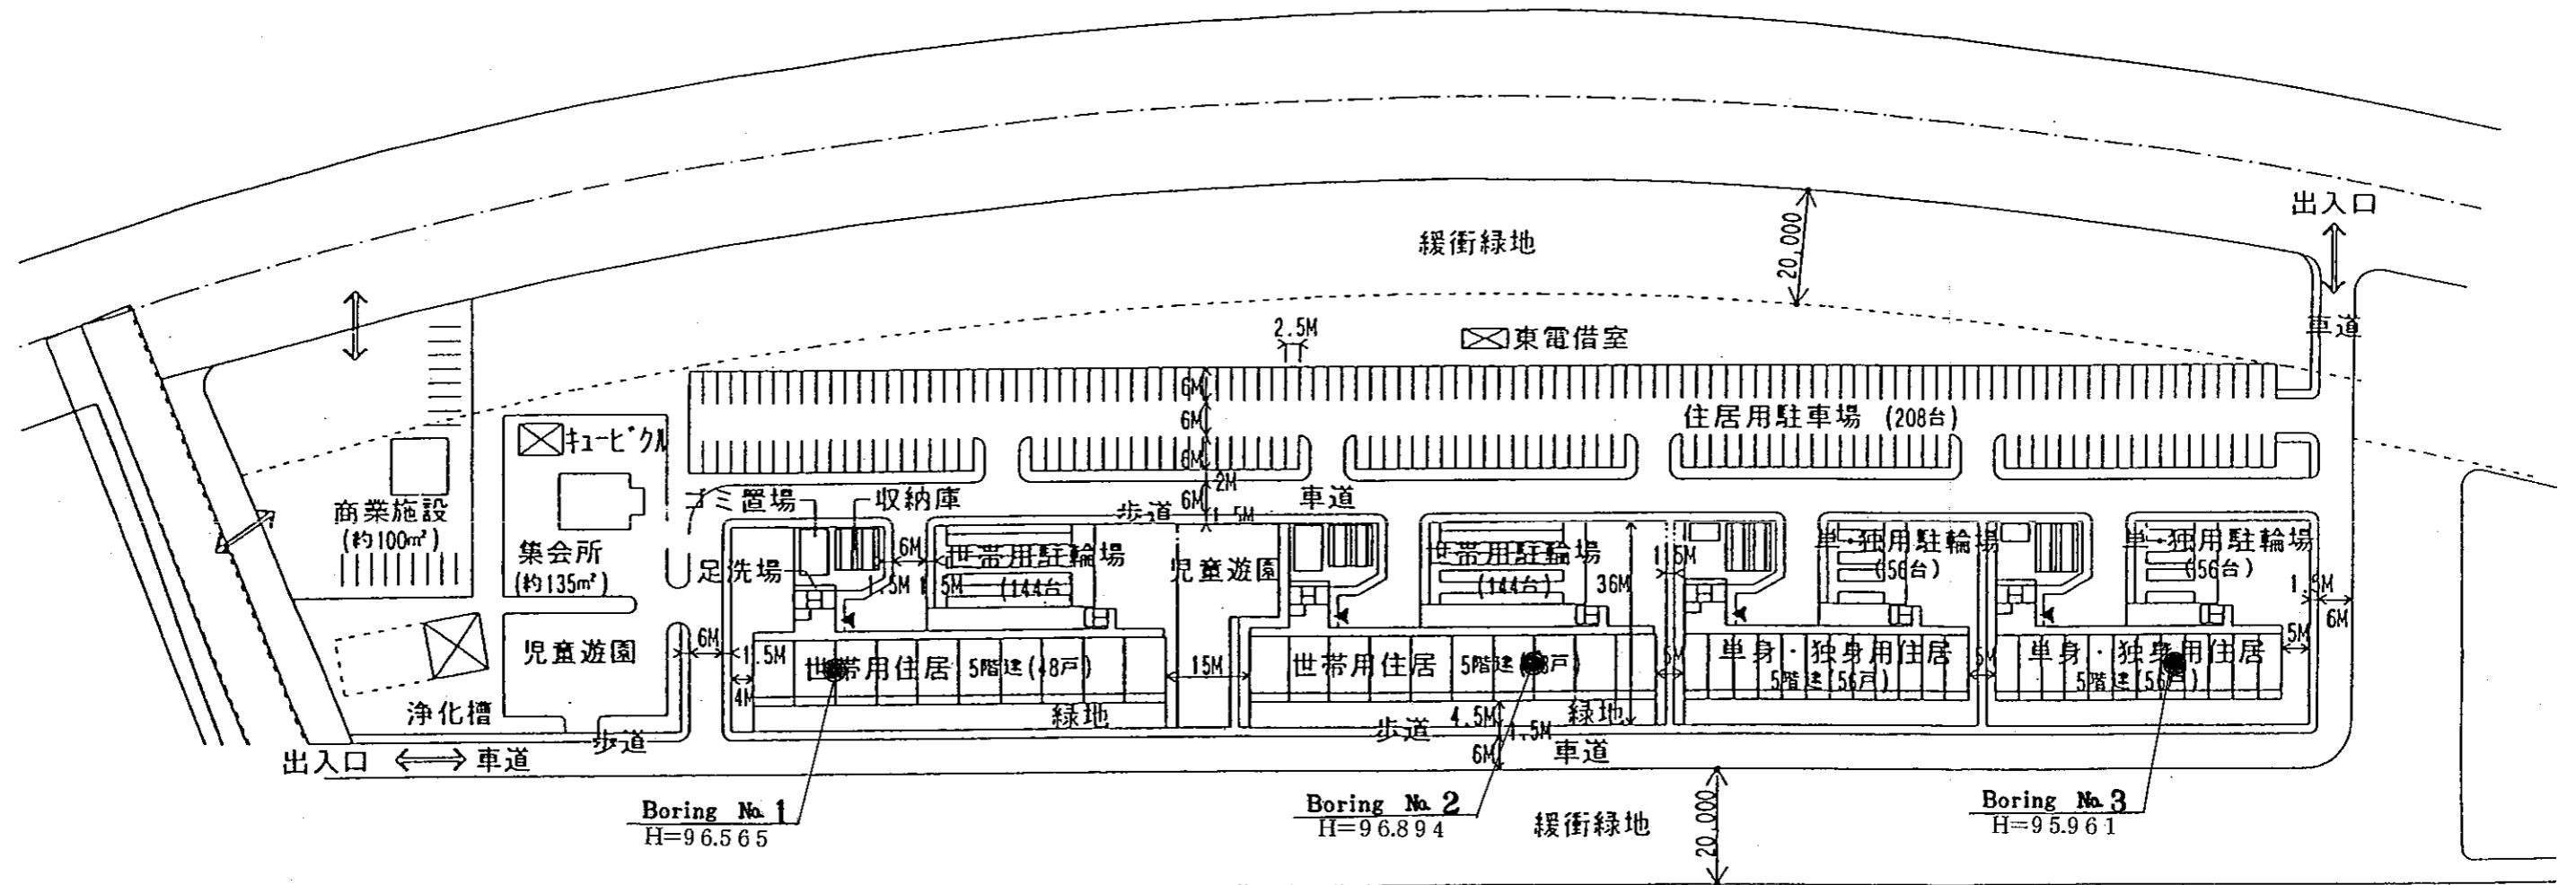 出入口
緩衝緑地
20,000
車道
2.5M
東電借室
6M
6M
住居用駐車場 (208台)
キュービクル
6M
2M
ゴミ置場
収納庫
6M
車道
歩道
1.5M
商業施設
(約100㎡)
集会所
(約135㎡)
足洗場
6M
世帯用駐輪場
(144台)
.5M
1.5M
児童遊園
世帯用駐輪場
(144台)
36M
1.5M
単・独用駐輪場
(56台)
単・独用駐輪場
(56台)
6M
児童遊園
6M
1.5M
4M
世帯用住居 5階建(48戸)
15M
世帯用住居 5階建(48戸)
5M
単身・独身用住居
5階建(56戸)
5M
単身・独身用住居
5階建(56戸)
5M
浄化槽
緑地
4.5M
緑地
歩道
歩道
1.5M
6M
車道
出入口
車道
Boring No.1
H=96.565
Boring No.2
H=96.894
緩衝緑地
20,000
Boring No.3
H=95.961